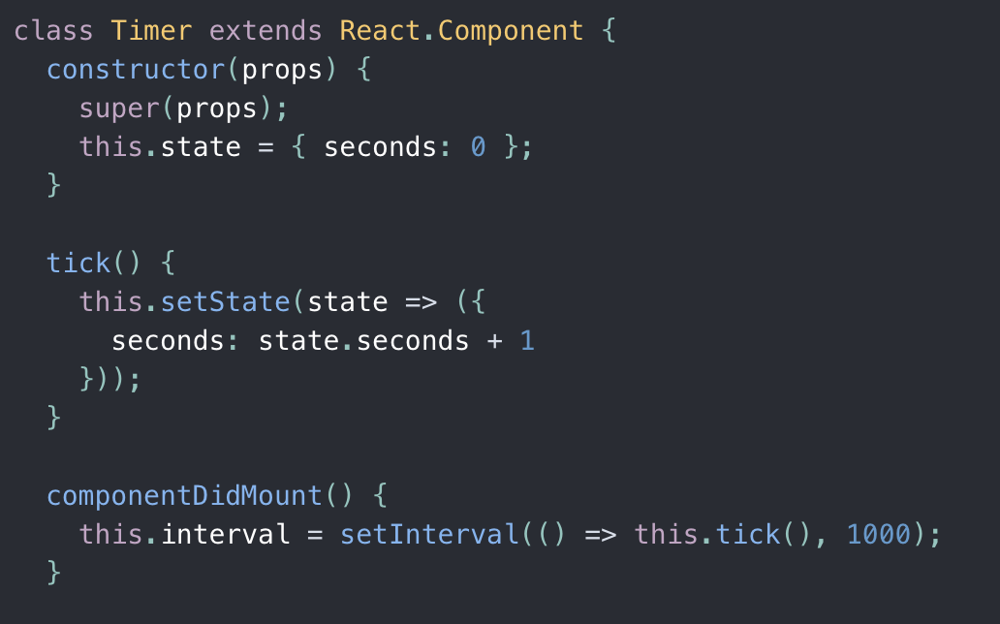 class Timer extends React.Component {
  constructor(props) {
    super(props);
    this.state = { seconds: 0 };
  }

  tick() {
    this.setState(state => ({
      seconds: state.seconds + 1
    }));
  }

  componentDidMount() {
    this.interval = setInterval(() => this.tick(), 1000);
  }